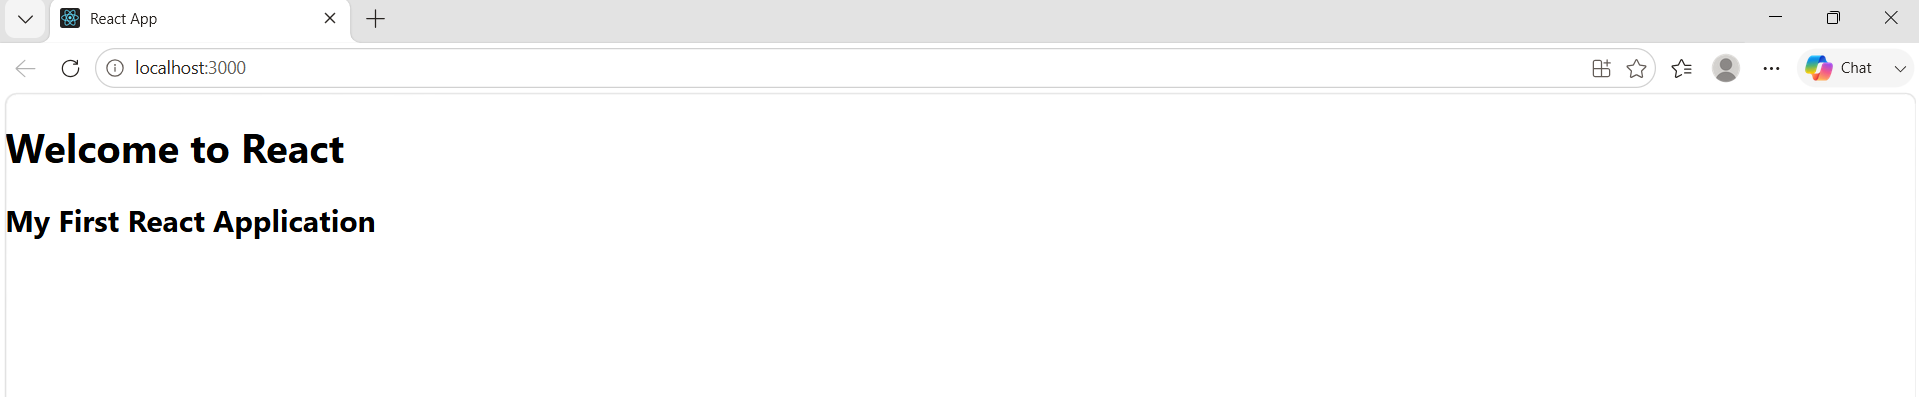 React App
localhost:3000
Chat
Welcome to React
My First React Application